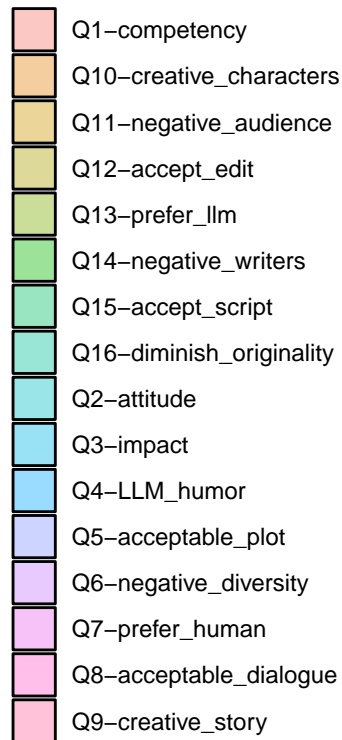 Q1−competency
Q10−creative_characters
Q11−negative_audience
Q12−accept_edit
Q13−prefer_llm
Q14−negative_writers
Q15−accept_script
Q16−diminish_originality
Q2−attitude
Q3−impact
Q4−LLM_humor
Q5−acceptable_plot
Q6−negative_diversity
Q7−prefer_human
Q8−acceptable_dialogue
Q9−creative_story